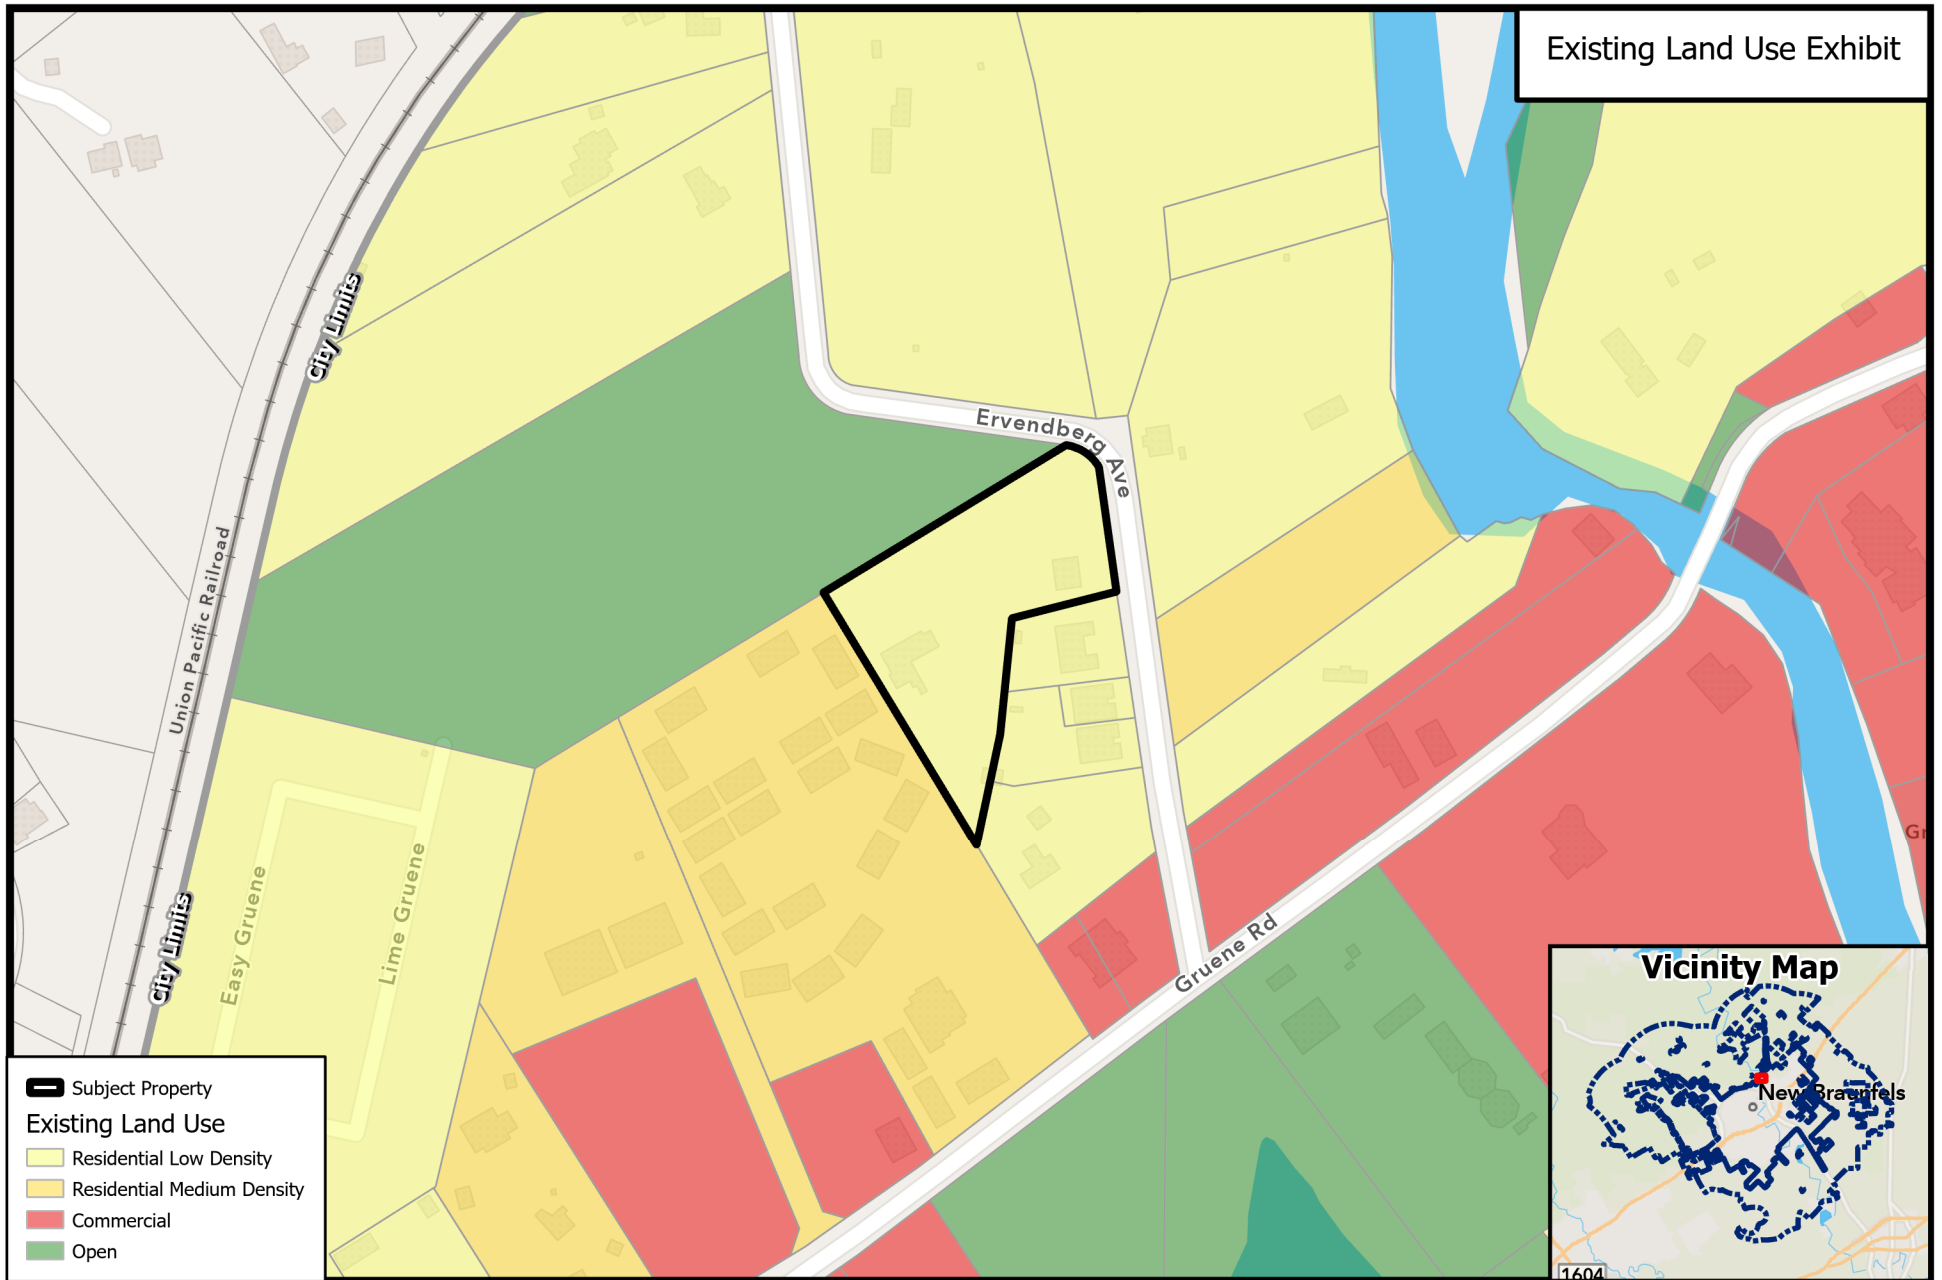 Existing Land Use Exhibit
City Limits
Ervendberg Ave
Union Pacific Railroad
Easy Gruene
Lime Gruene
City Limits
Gruene Rd
Gr
Vicinity Map
New Braunfels
1604
Subject Property
Existing Land Use
Residential Low Density
Residential Medium Density
Commercial
Open